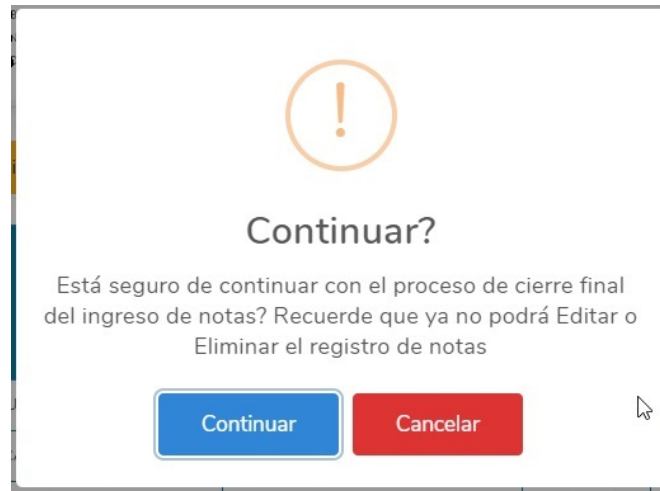 !
Continuar?
Está seguro de continuar con el proceso de cierre final
del ingreso de notas? Recuerde que ya no podrá Editar o
Eliminar el registro de notas
Continuar Cancelar